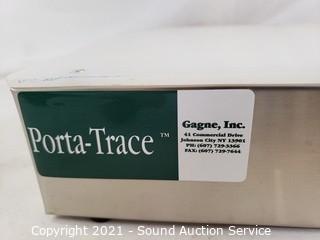 Porta-Trace™
Gagne, Inc.
41 Commercial Drive
Johnson City NY 13901
PH: (607) 729-3366
FAX: (607) 729-7644
Copyright © 2021 - Sound Auction Service